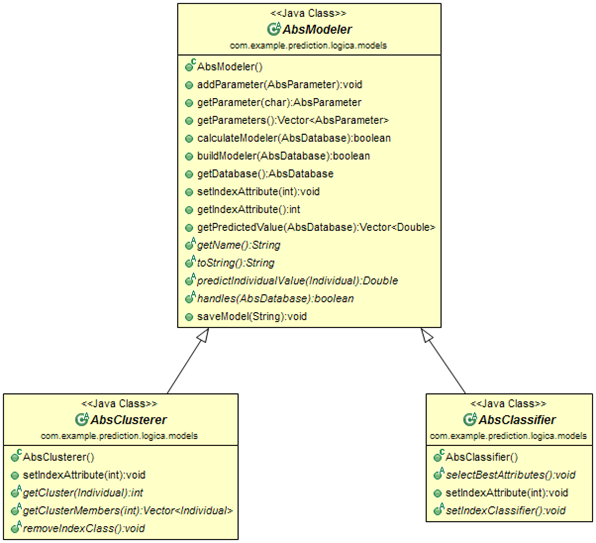 <<Java Class>>
AbsModeler
com.example.prediction.logica.models
AbsModeler()
addParameter(AbsParameter):void
getParameter(char):AbsParameter
getParameters():Vector<AbsParameter>
calculateModeler(AbsDatabase):boolean
buildModeler(AbsDatabase):boolean
getDatabase():AbsDatabase
setIndexAttribute(int):void
getIndexAttribute():int
getPredictedValue(AbsDatabase):Vector<Double>
getName():String
toString():String
predictIndividualValue(Individual):Double
handles(AbsDatabase):boolean
saveModel(String):void
<<Java Class>>
AbsClusterer
com.example.prediction.logica.models
AbsClusterer()
setIndexAttribute(int):void
getCluster(Individual):int
getClusterMembers(int):Vector<Individual>
removeIndexClass():void
<<Java Class>>
AbsClassifier
com.example.prediction.logica.models
AbsClassifier()
selectBestAttributes():void
setIndexAttribute(int):void
setIndexClassifier():void